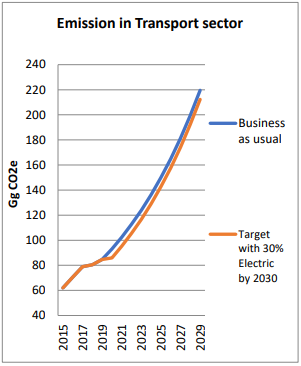 Emission in Transport sector
240
220
200
180
160
140
120
100
80
60
40
Gg CO2e
2015
2017
2019
2021
2023
2025
2027
2029
Business
as usual
Target
with 30%
Electric
by 2030